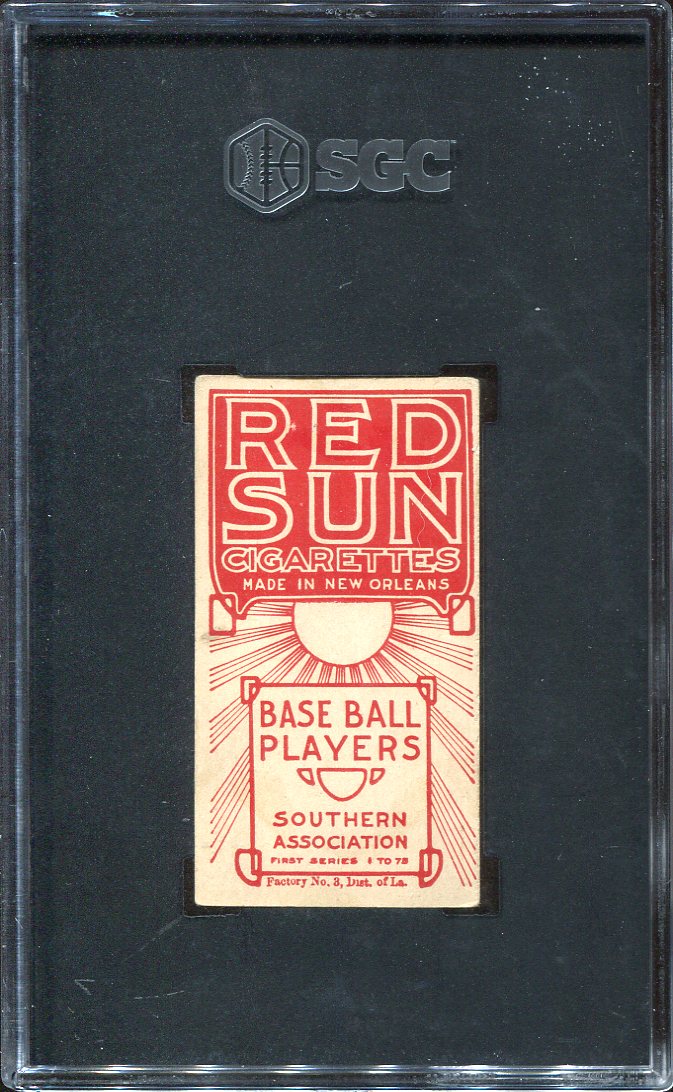 SGC
RED
SUN
CIGARETTES
MADE IN NEW ORLEANS
BASE BALL
PLAYERS
SOUTHERN
ASSOCIATION
FIRST SERIES 1 TO 75
Factory No. 3, Dist. of La.